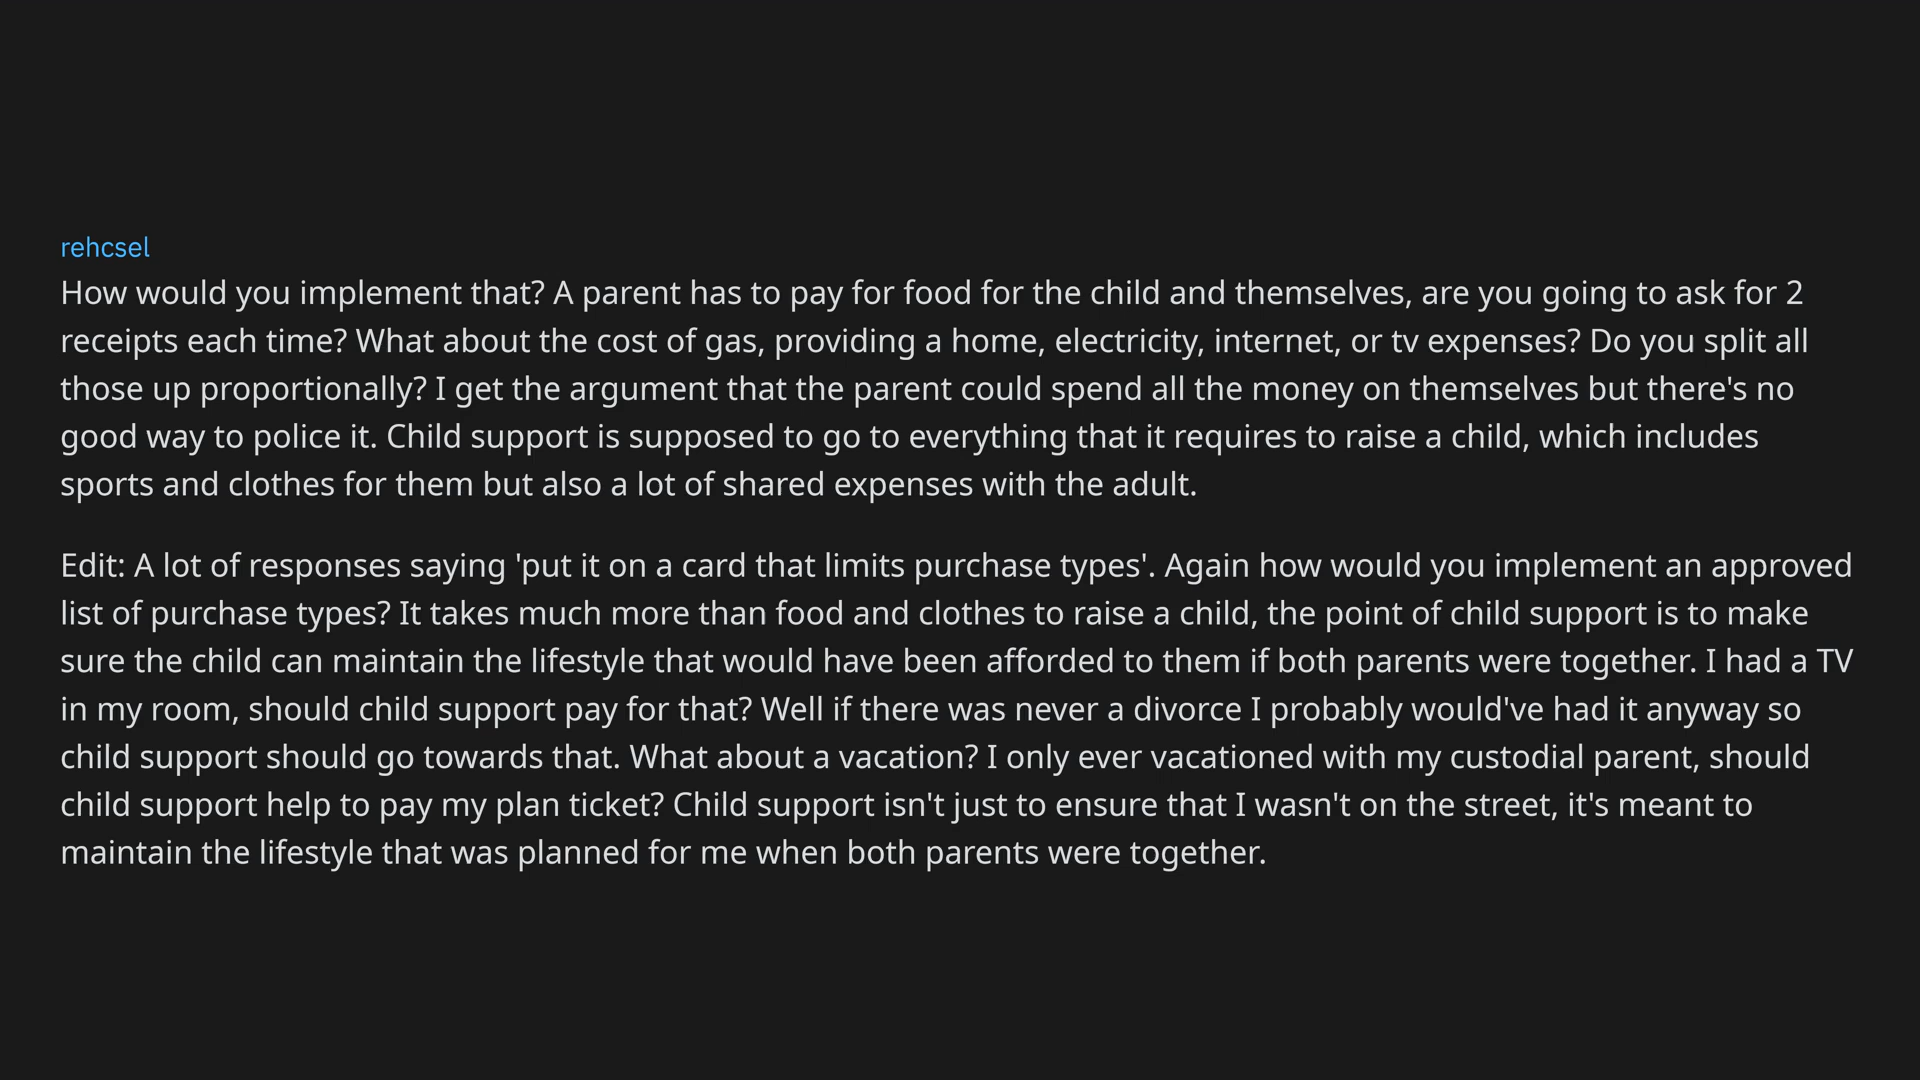 rehcsel
How would you implement that? A parent has to pay for food for the child and themselves, are you going to ask for 2
receipts each time? What about the cost of gas, providing a home, electricity, internet, or tv expenses? Do you split all
those up proportionally? I get the argument that the parent could spend all the money on themselves but there's no
good way to police it. Child support is supposed to go to everything that it requires to raise a child, which includes
sports and clothes for them but also a lot of shared expenses with the adult.
Edit: A lot of responses saying 'put it on a card that limits purchase types'. Again how would you implement an approved
list of purchase types? It takes much more than food and clothes to raise a child, the point of child support is to make
sure the child can maintain the lifestyle that would have been afforded to them if both parents were together. I had a TV
in my room, should child support pay for that? Well if there was never a divorce I probably would've had it anyway so
child support should go towards that. What about a vacation? I only ever vacationed with my custodial parent, should
child support help to pay my plan ticket? Child support isn't just to ensure that I wasn't on the street, it's meant to
maintain the lifestyle that was planned for me when both parents were together.